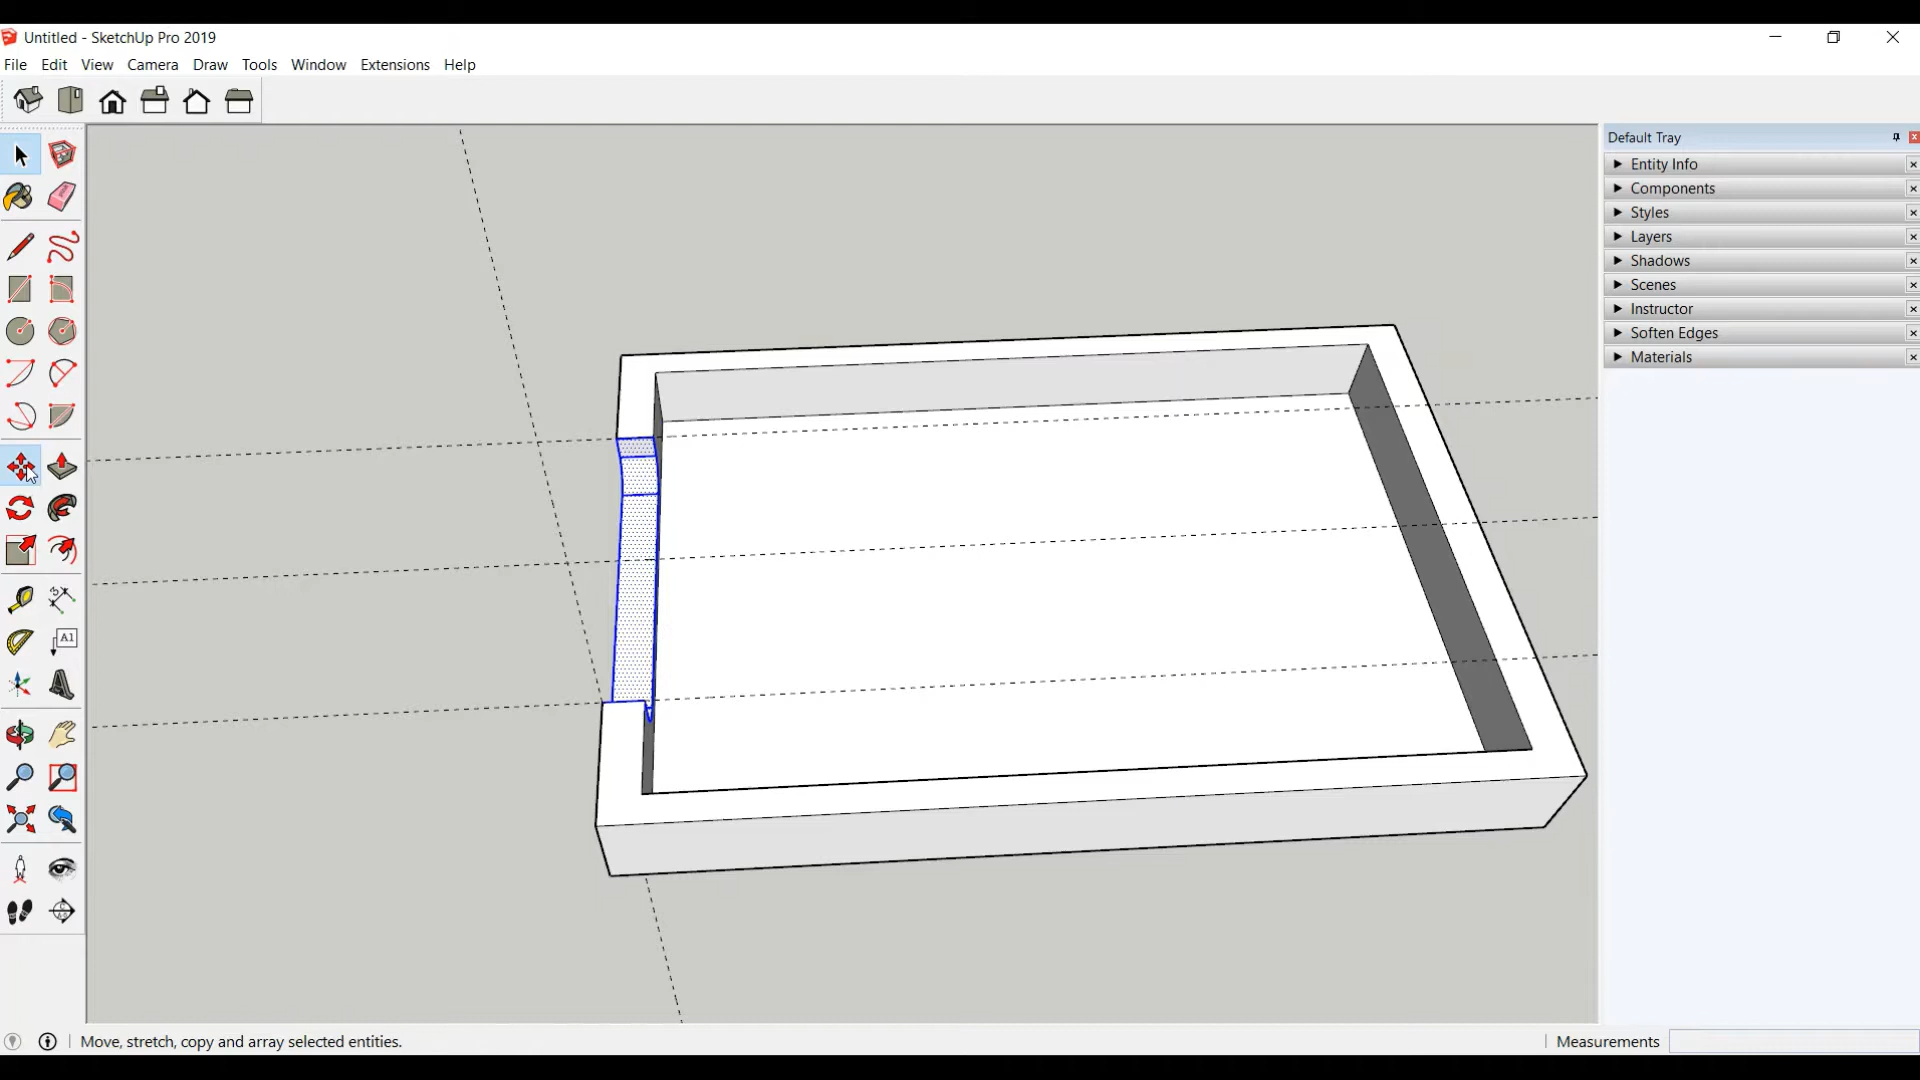 Untitled - SketchUp Pro 2019
File Edit View Camera Draw Tools Window Extensions Help
Default Tray
Entity Info
Components
Styles
Layers
Shadows
Scenes
Instructor
Soften Edges
Materials
A1
Move, stretch, copy and array selected entities.
Measurements